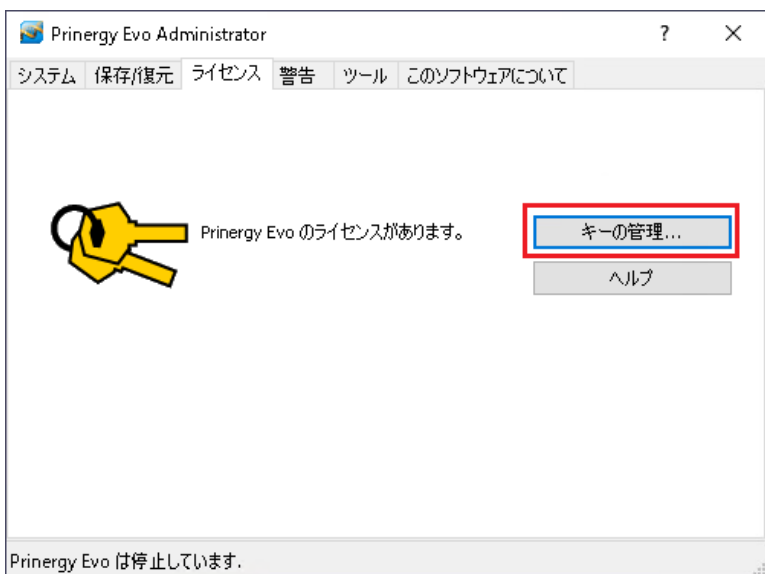 Prinergy Evo Administrator
システム 保存/復元 ライセンス 警告 ツール このソフトウェアについて
Prinergy Evo のライセンスがあります。
キーの管理...
ヘルプ
Prinergy Evo は停止しています.